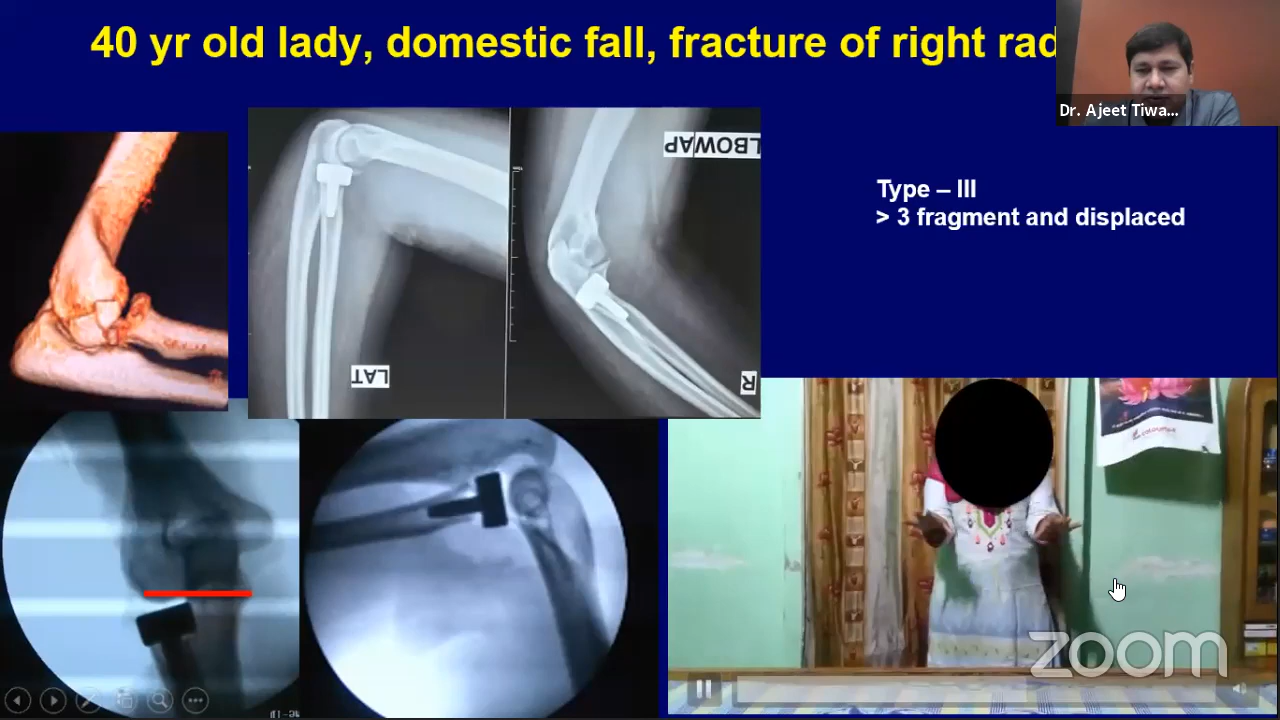 40 yr old lady, domestic fall, fracture of right rad
Dr. Ajeet Tiwa...
LBOWAP
Type – III
> 3 fragment and displaced
LAT
R
zoom